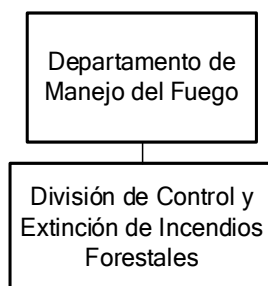 Departamento de
Manejo del Fuego
División de Control y
Extinción de Incendios
Forestales